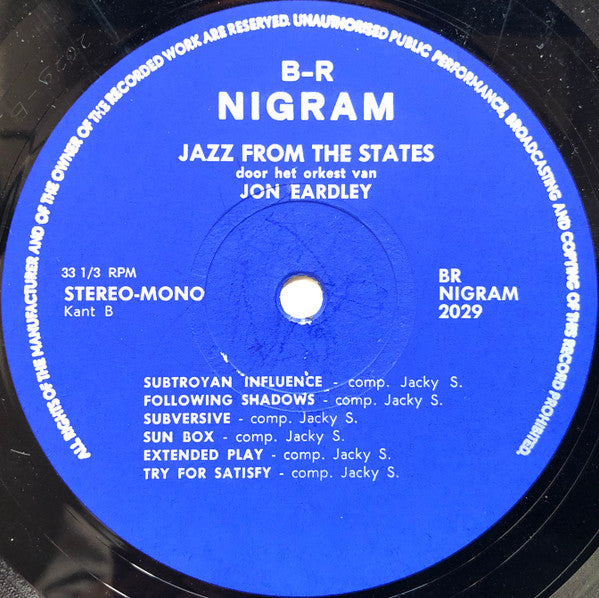 ALL RIGHTS OF THE MANUFACTURER AND OF THE OWNER OF THIS RECORDED WORK ARE RESERVED. UNAUTHORISED PUBLIC PERFORMANCE, BROADCASTING AND COPYING OF THIS RECORD PROHIBITED.
B-R
NIGRAM
JAZZ FROM THE STATES
door het orkest van
JON EARDLEY
33 1/3 RPM
STEREO-MONO
Kant B
BR
NIGRAM
2029
SUBTROYAN INFLUENCE - comp. Jacky S.
FOLLOWING SHADOWS - comp. Jacky S.
SUBVERSIVE - comp. Jacky S.
SUN BOX - comp. Jacky S.
EXTENDED PLAY - comp. Jacky S.
TRY FOR SATISFY - comp. Jacky S.